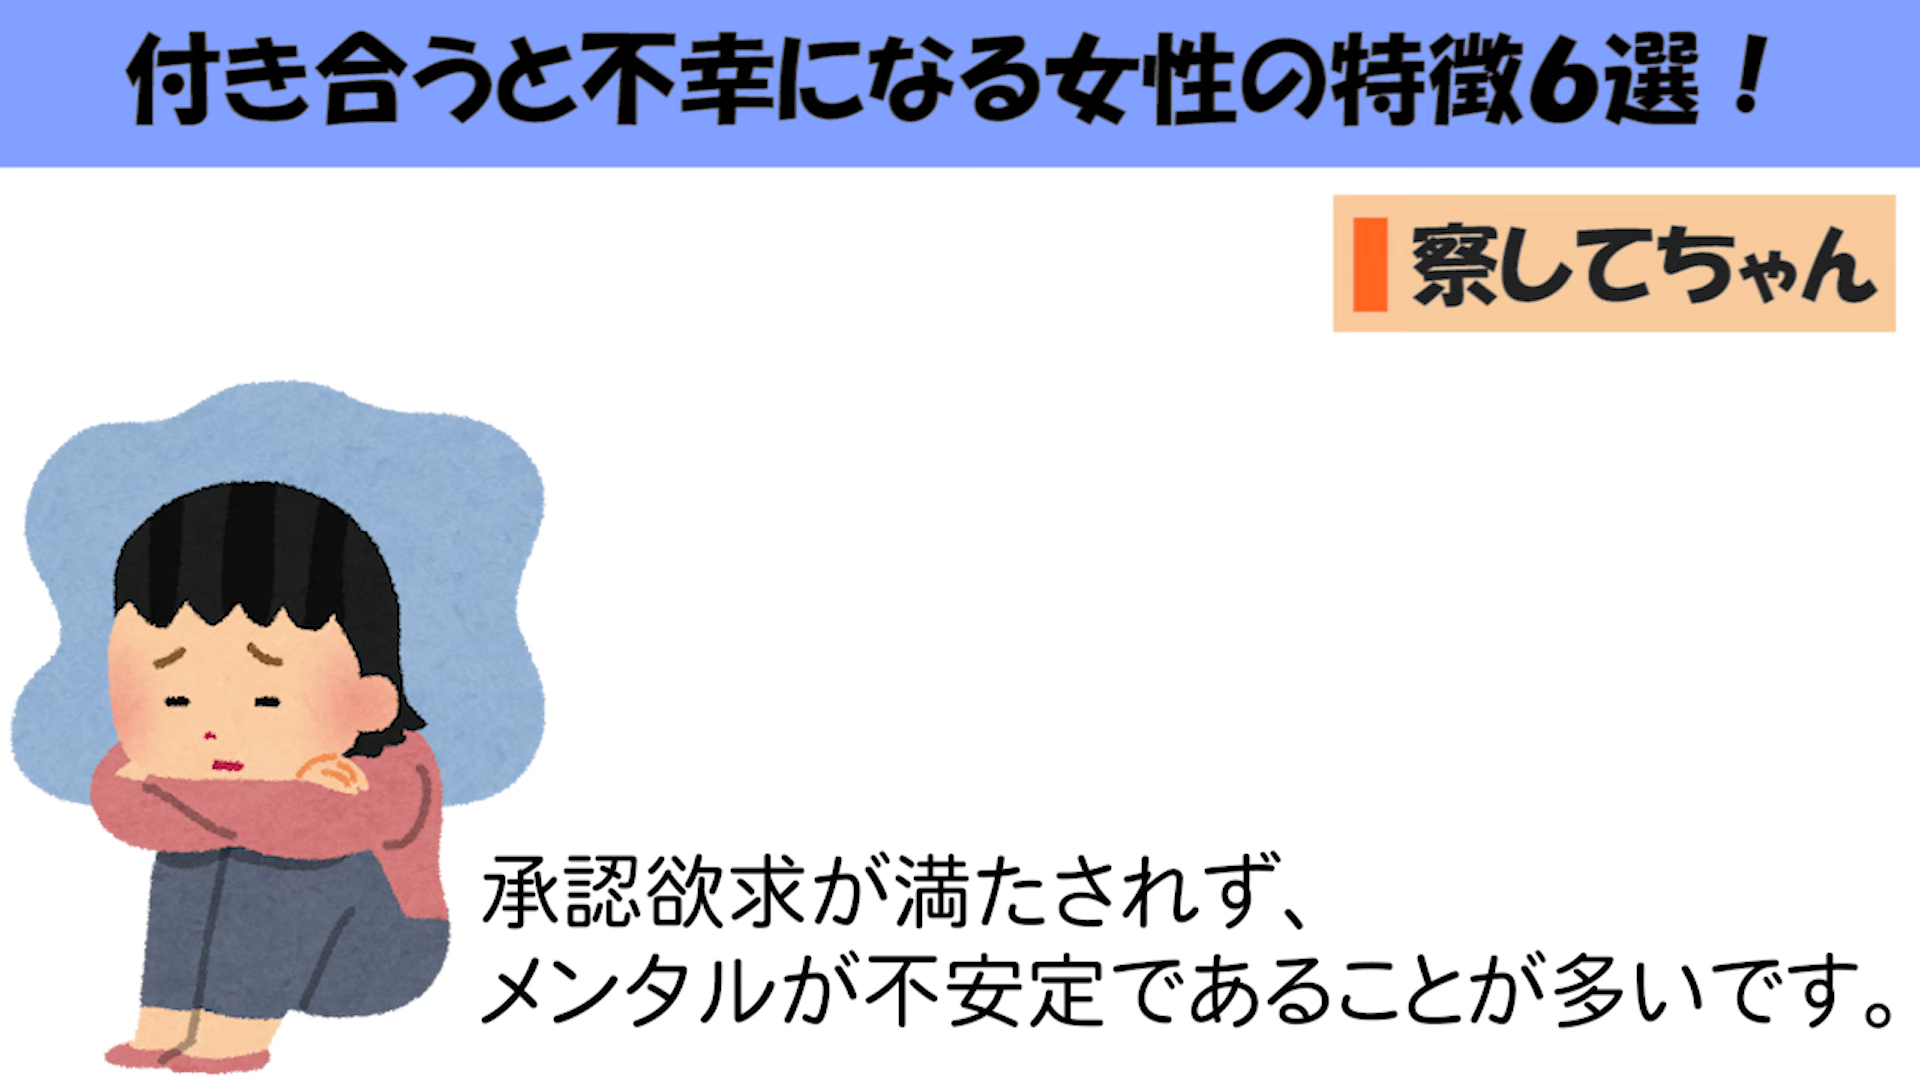 付き合うと不幸になる女性の特徴6選！
察してちゃん
承認欲求が満たされず、
メンタルが不安定であることが多いです。